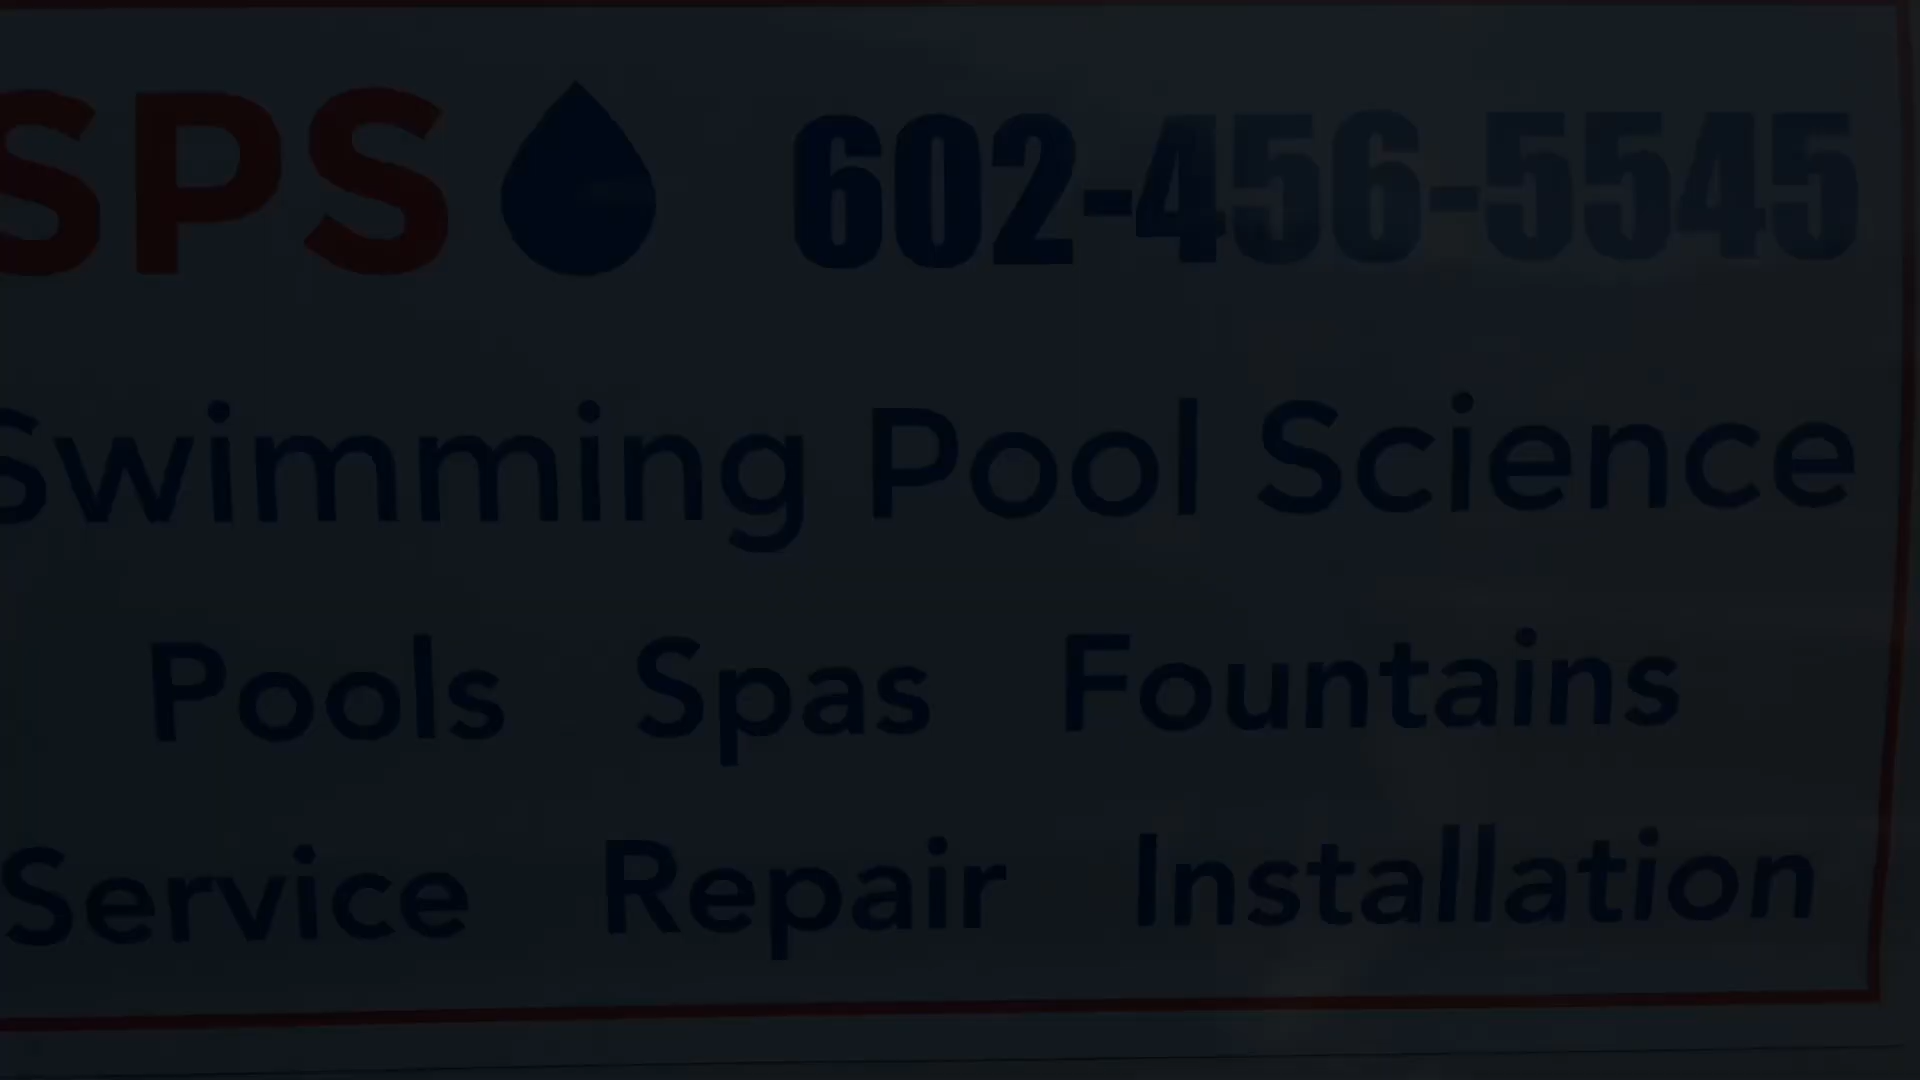 SPS 602-456-5545
Swimming Pool Science
Pools Spas Fountains
Service Repair Installation